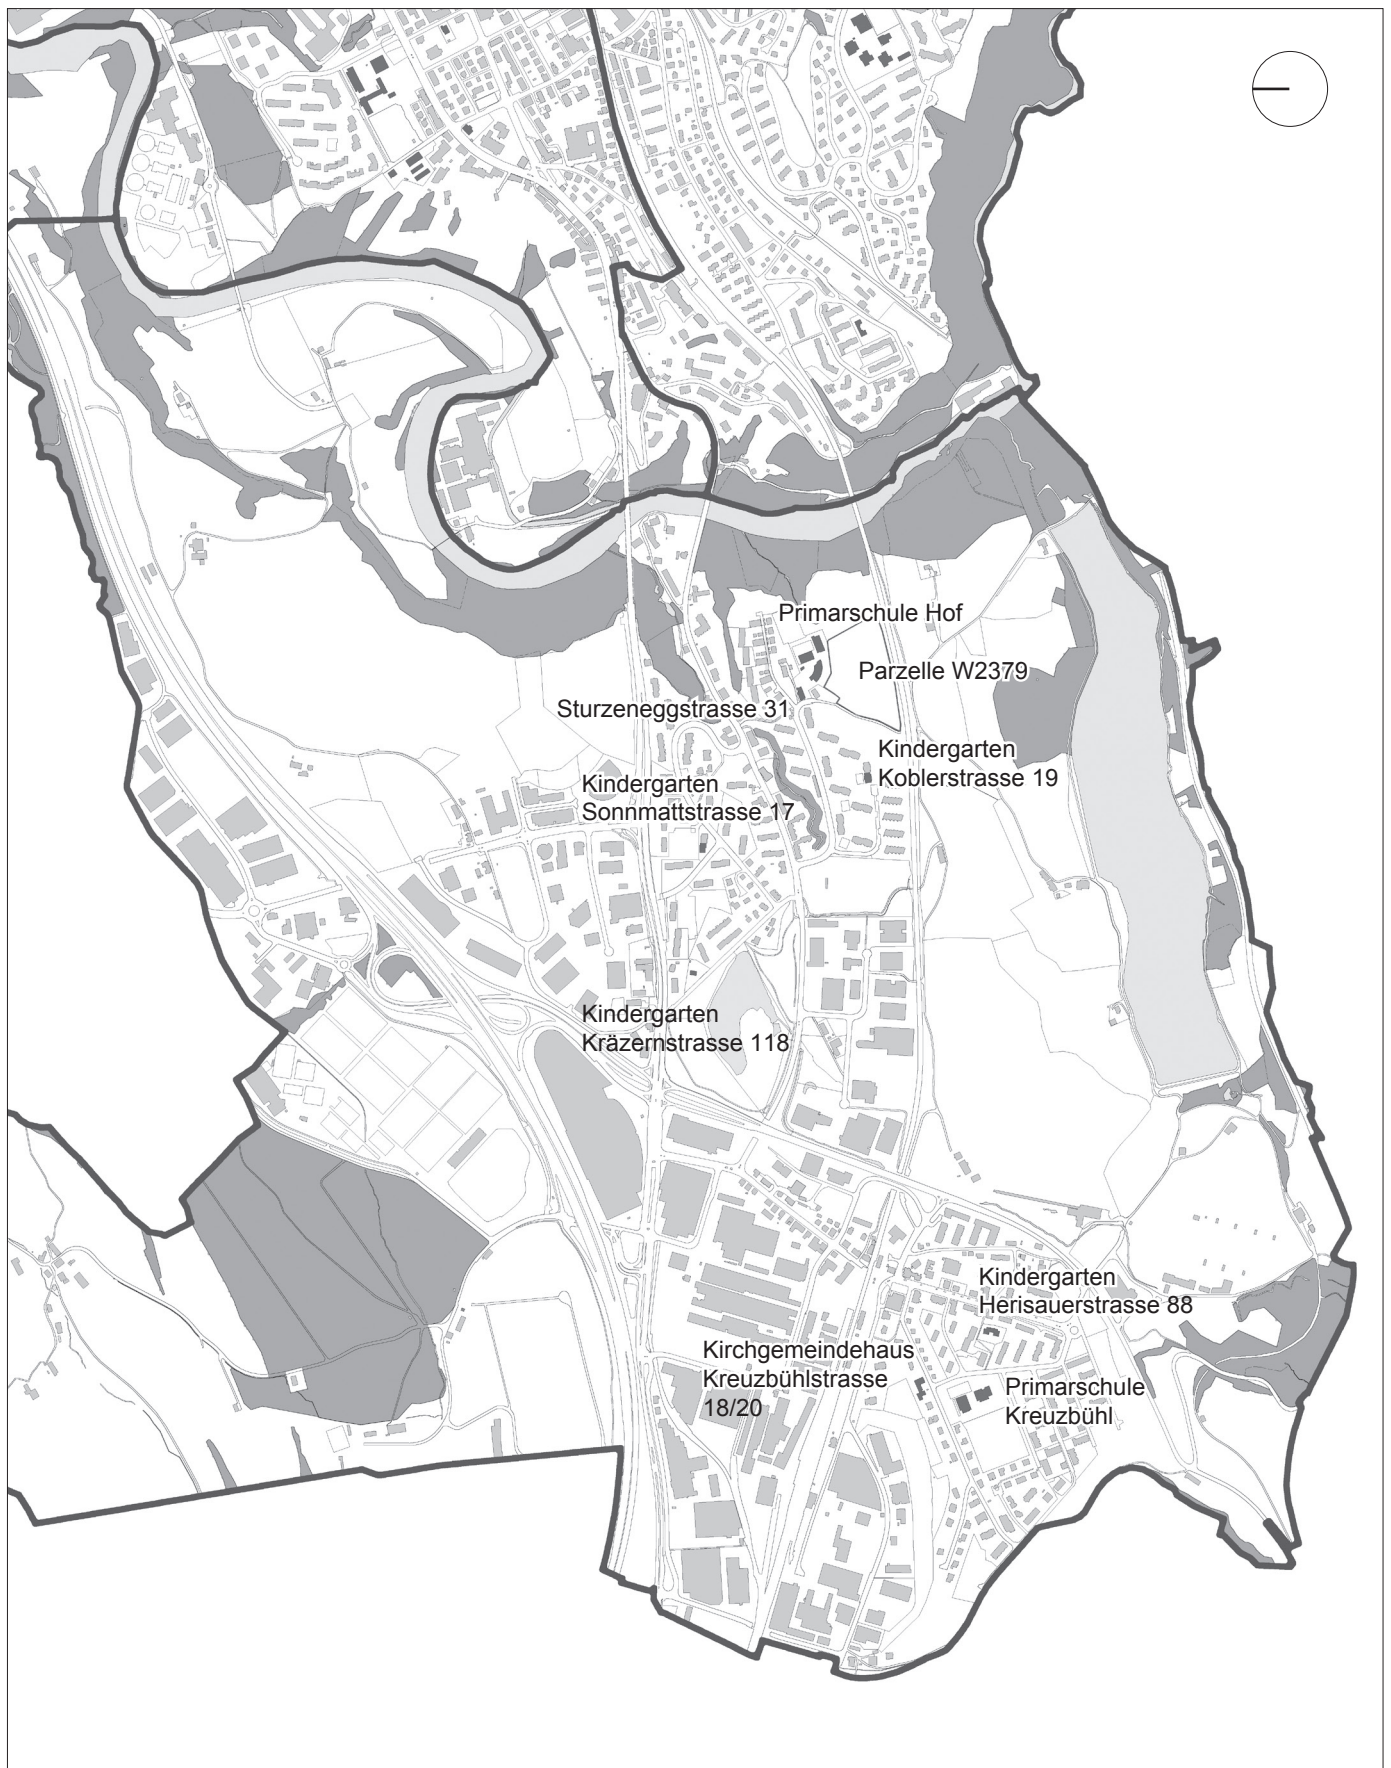 Primarschule Hof
Parzelle W2379
Sturzeneggstrasse 31
Kindergarten
Koblerstrasse 19
Kindergarten
Sonnmattstrasse 17
Kindergarten
Kräzernstrasse 118
Kindergarten
Herisauerstrasse 88
Kirchgemeindehaus
Kreuzbühlstrasse
18/20
Primarschule
Kreuzbühl